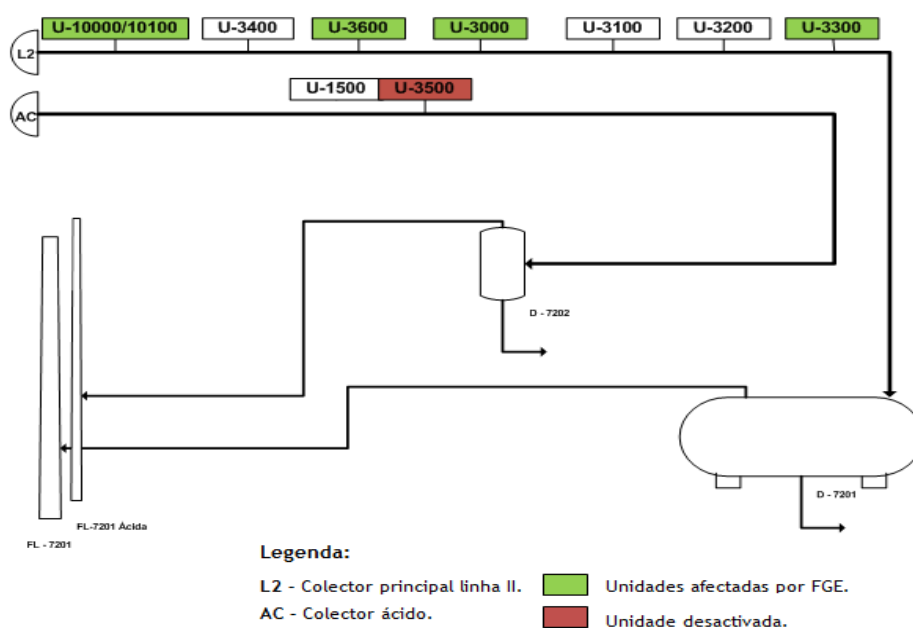 U-10000/10100 U-3400 U-3600 U-3000 U-3100 U-3200 U-3300
L2
U-1500 U-3500
AC
D - 7202
D - 7201
FL-7201 Ácida
FL - 7201
Legenda:
L2 - Colector principal linha II. Unidades afectadas por FGE.
AC - Colector ácido. Unidade desactivada.